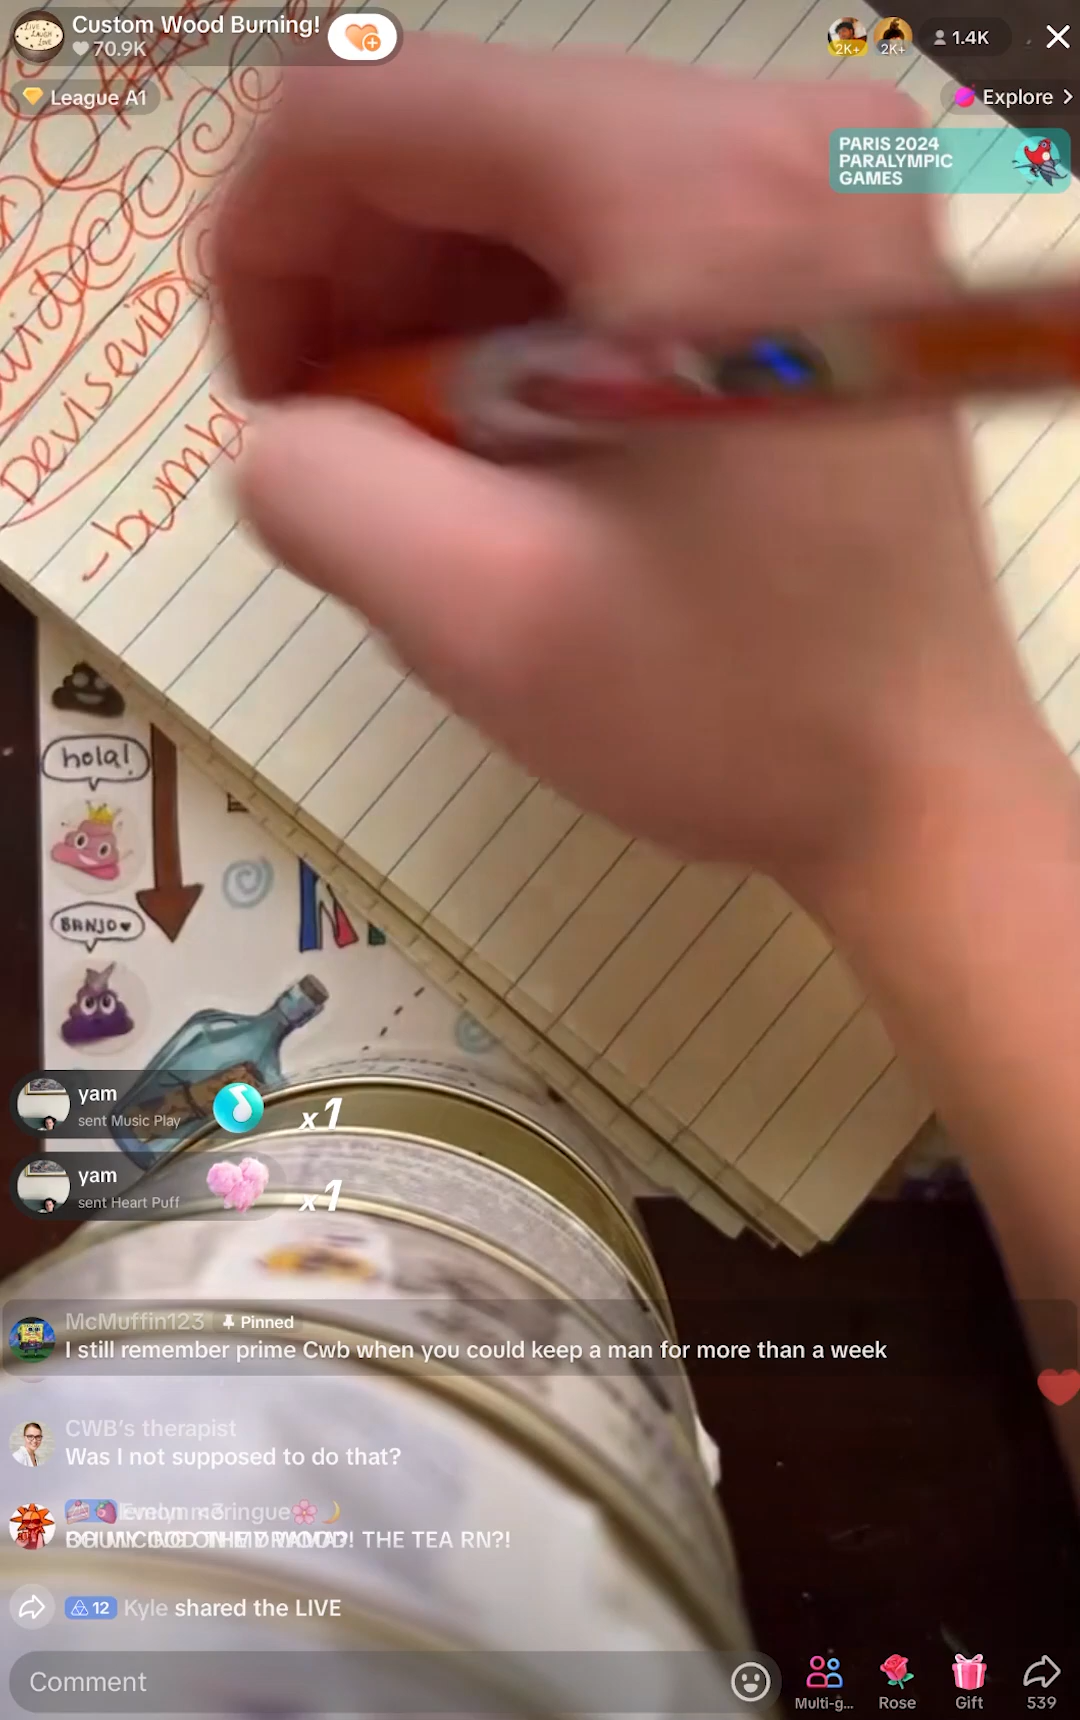 Custom Wood Burning!
70.9K
2K+
2K+
1.4K
League A1
Explore
PARIS 2024
PARALYMPIC
GAMES
Devisevib
-bumb
hola!
BANJO
yam
sent Music Play
x1
yam
sent Heart Puff
x1
McMuffin123 Pinned
I still remember prime Cwb when you could keep a man for more than a week
CWB's therapist
Was I not supposed to do that?
THE TEA RN?!
12 Kyle shared the LIVE
Comment
Multi-g...
Rose
Gift
539